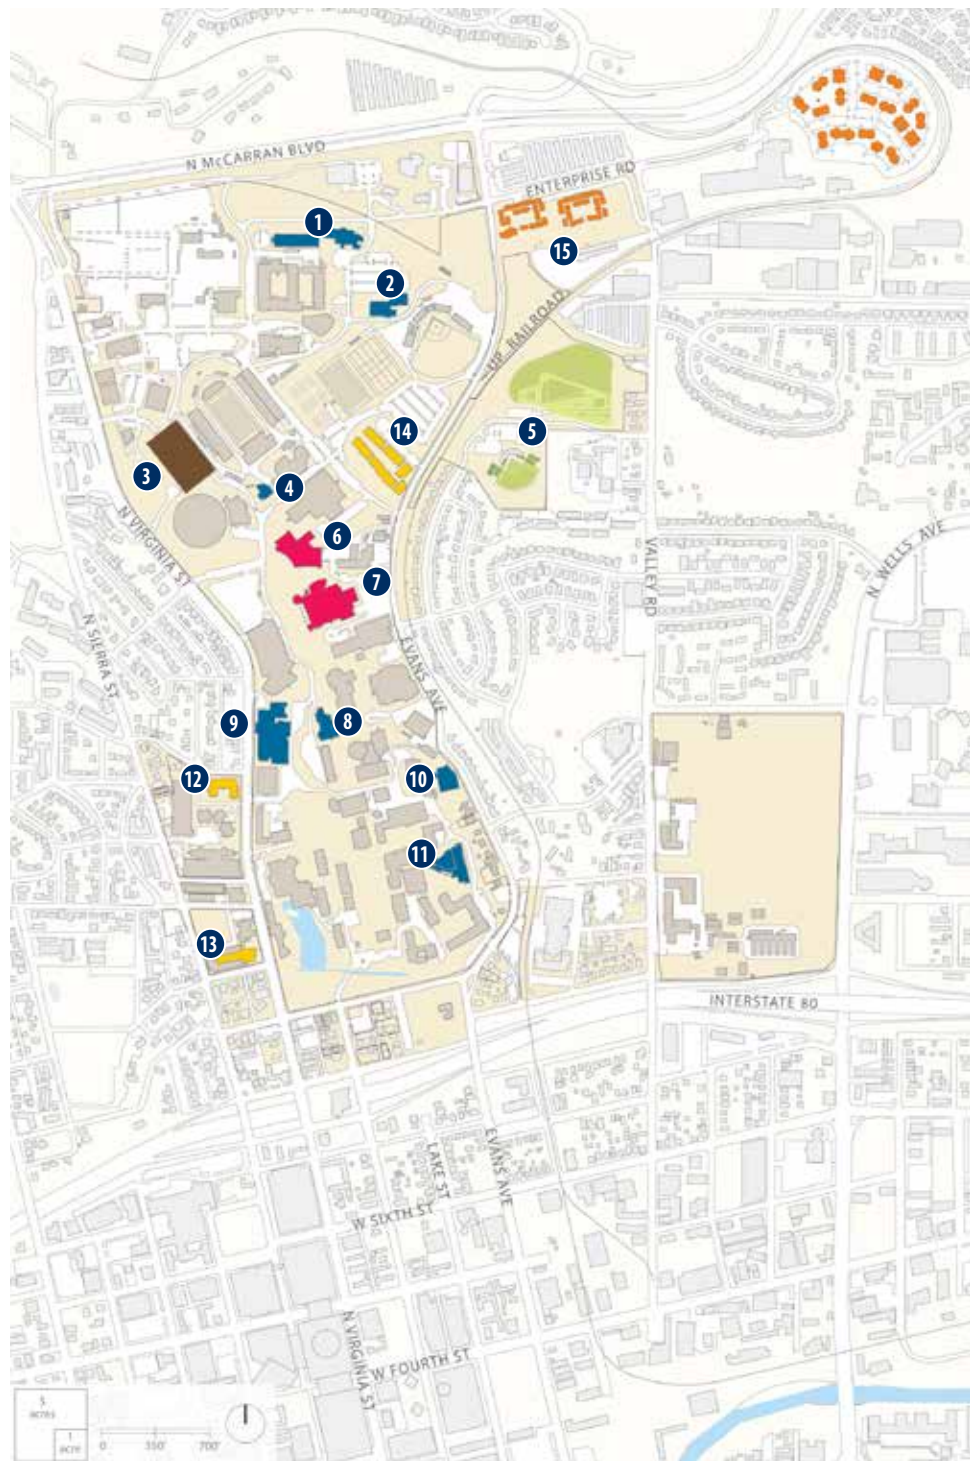 N McCARRAN BLVD
ENTERPRISE RD
1
15
2
UP RAILROAD
14
5
3
4
N VIRGINIA ST
6
N WELLS AVE
7
VALLEY RD
N SIERRA ST
EVANS AVE
9
8
12
10
11
13
INTERSTATE 80
EVANS AVE
LAKE ST
W SIXTH ST
N VIRGINIA ST
W FOURTH ST
5
acres
1
acre
0 350' 700'